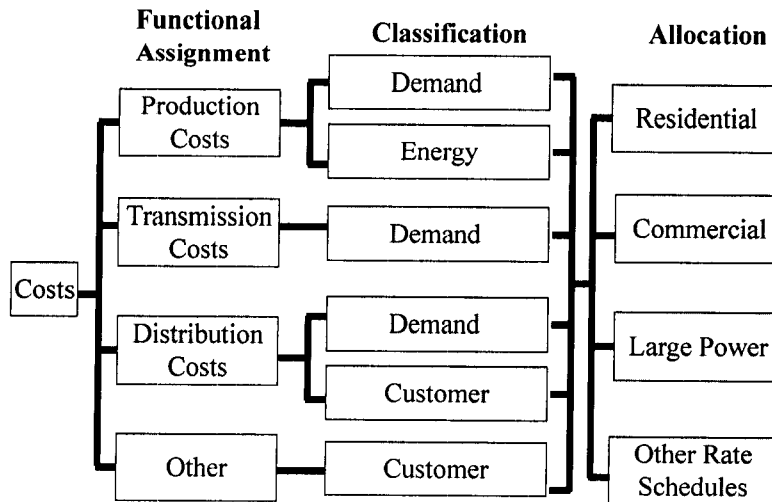 Functional
Assignment
Classification
Allocation
Costs
Production
Costs
Transmission
Costs
Distribution
Costs
Other
Demand
Energy
Demand
Demand
Customer
Customer
Residential
Commercial
Large Power
Other Rate
Schedules